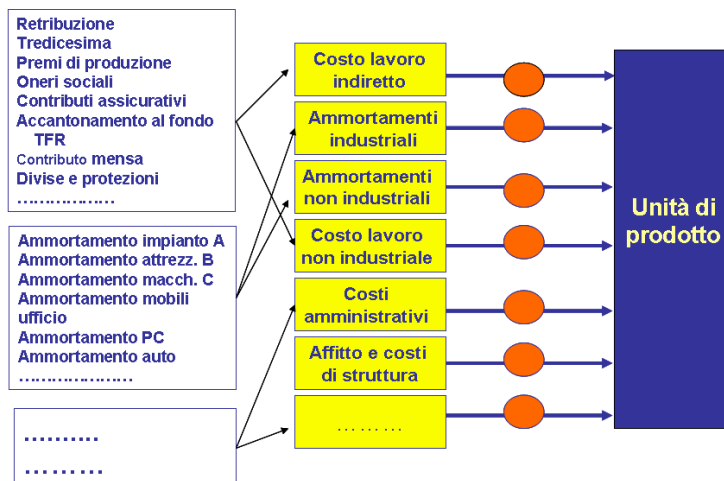 Retribuzione
Tredicesima
Premi di produzione
Oneri sociali
Contributi assicurativi
Accantonamento al fondo
TFR
Contributo mensa
Divise e protezioni
………………
Ammortamento impianto A
Ammortamento attrezz. B
Ammortamento macch. C
Ammortamento mobili
ufficio
Ammortamento PC
Ammortamento auto
…………………
……….
………
Costo lavoro
indiretto
Ammortamenti
industriali
Ammortamenti
non industriali
Costo lavoro
non industriale
Costi
amministrativi
Affitto e costi
di struttura
………
Unità di
prodotto